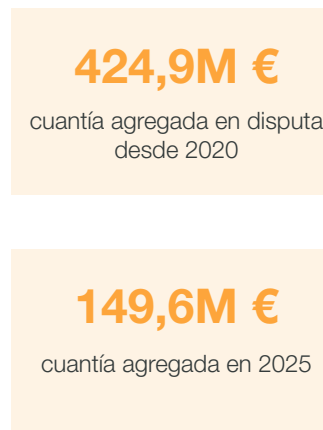 424,9M €
cuantía agregada en disputa
desde 2020
149,6M €
cuantía agregada en 2025